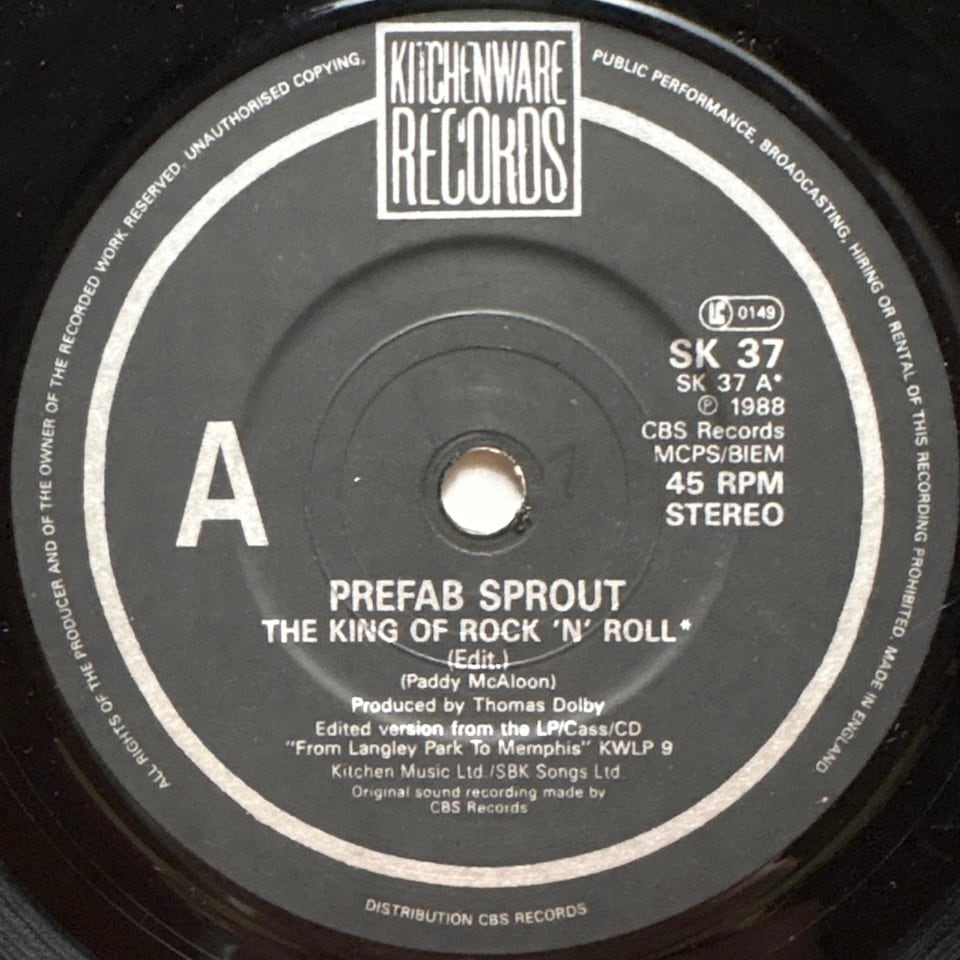 KITCHENWARE
RECORDS
ALL RIGHTS OF THE PRODUCER AND OF THE OWNER OF THE RECORDED WORK RESERVED. UNAUTHORISED COPYING,
PUBLIC PERFORMANCE, BROADCASTING, HIRING OR RENTAL OF THIS RECORDING PROHIBITED. MADE IN ENGLAND
LC 0149
SK 37
SK 37 A*
℗ 1988
CBS Records
MCPS/BIEM
45 RPM
STEREO
A
PREFAB SPROUT
THE KING OF ROCK 'N' ROLL*
(Edit.)
(Paddy McAloon)
Produced by Thomas Dolby
Edited version from the LP/Cass/CD
"From Langley Park To Memphis" KWLP 9
Kitchen Music Ltd./SBK Songs Ltd.
Original sound recording made by
CBS Records
DISTRIBUTION CBS RECORDS